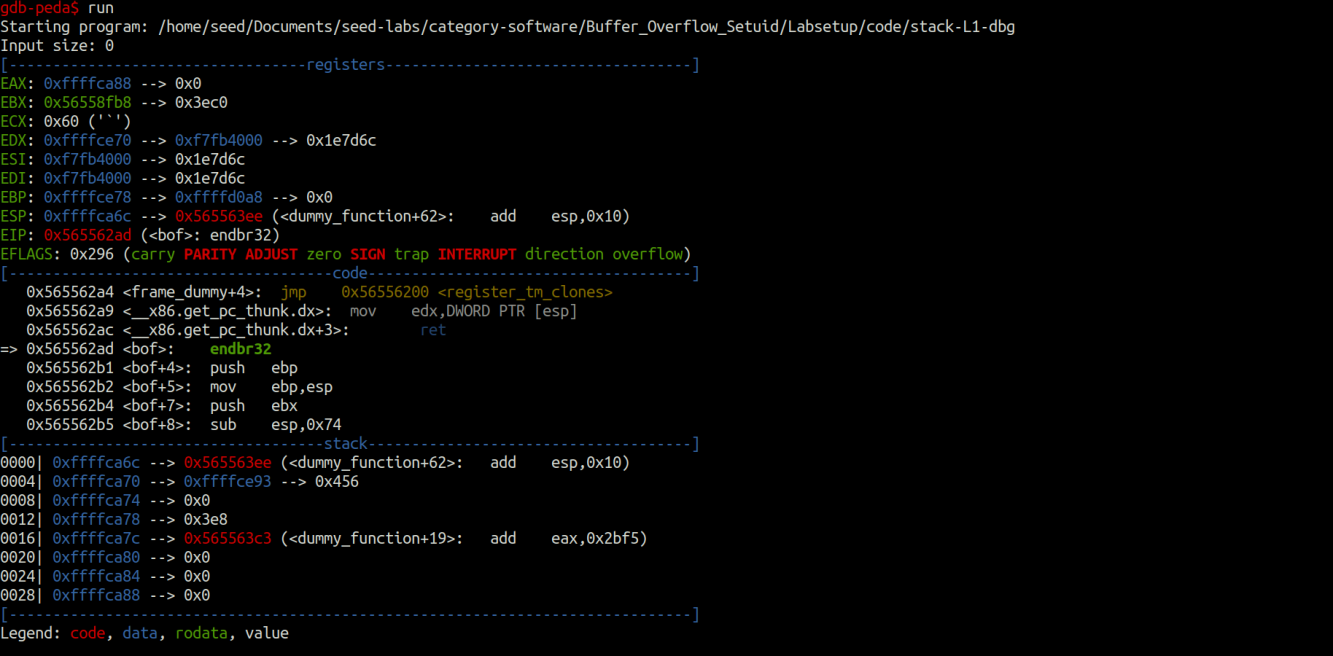 gdb-peda$ run
Starting program: /home/seed/Documents/seed-labs/category-software/Buffer_Overflow_Setuid/Labsetup/code/stack-L1-dbg
Input size: 0
[----------------------------------registers-----------------------------------]
EAX: 0xffffca88 --> 0x0
EBX: 0x56558fb8 --> 0x3ec0
ECX: 0x60 ('`')
EDX: 0xffffce70 --> 0xf7fb4000 --> 0x1e7d6c
ESI: 0xf7fb4000 --> 0x1e7d6c
EDI: 0xf7fb4000 --> 0x1e7d6c
EBP: 0xffffce78 --> 0xffffd0a8 --> 0x0
ESP: 0xffffca6c --> 0x565563ee (<dummy_function+62>:    add    esp,0x10)
EIP: 0x565562ad (<bof>: endbr32)
EFLAGS: 0x296 (carry PARITY ADJUST zero SIGN trap INTERRUPT direction overflow)
[-------------------------------------code-------------------------------------]
   0x565562a4 <frame_dummy+4>:  jmp    0x56556200 <register_tm_clones>
   0x565562a9 <__x86.get_pc_thunk.dx>:  mov    edx,DWORD PTR [esp]
   0x565562ac <__x86.get_pc_thunk.dx+3>:        ret
=> 0x565562ad <bof>:    endbr32
   0x565562b1 <bof+4>:  push   ebp
   0x565562b2 <bof+5>:  mov    ebp,esp
   0x565562b4 <bof+7>:  push   ebx
   0x565562b5 <bof+8>:  sub    esp,0x74
[------------------------------------stack-------------------------------------]
0000| 0xffffca6c --> 0x565563ee (<dummy_function+62>:   add    esp,0x10)
0004| 0xffffca70 --> 0xffffce93 --> 0x456
0008| 0xffffca74 --> 0x0
0012| 0xffffca78 --> 0x3e8
0016| 0xffffca7c --> 0x565563c3 (<dummy_function+19>:   add    eax,0x2bf5)
0020| 0xffffca80 --> 0x0
0024| 0xffffca84 --> 0x0
0028| 0xffffca88 --> 0x0
[------------------------------------------------------------------------------]
Legend: code, data, rodata, value